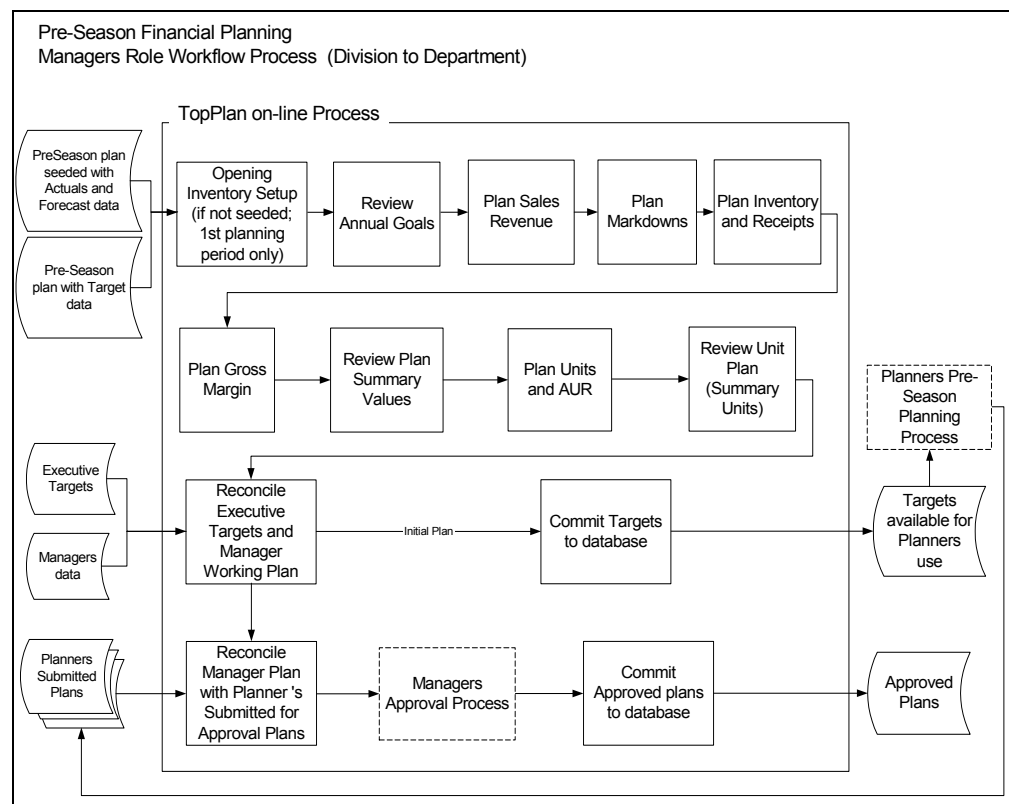 Pre-Season Financial Planning
Managers Role Workflow Process  (Division to Department)
TopPlan on-line Process
PreSeason plan
seeded with
Actuals and
Forecast data
Pre-Season
plan with Target
data
Opening
Inventory Setup
(if not seeded;
1st planning
period only)
Review
Annual Goals
Plan Sales
Revenue
Plan
Markdowns
Plan Inventory
and Receipts
Plan Gross
Margin
Review Plan
Summary
Values
Plan Units
and AUR
Review Unit
Plan
(Summary
Units)
Planners Pre-
Season
Planning
Process
Executive
Targets
Managers
data
Reconcile
Executive
Targets and
Manager
Working Plan
Initial Plan
Commit Targets
to database
Targets
available for
Planners
use
Planners
Submitted
Plans
Reconcile
Manager Plan
with Planner 's
Submitted for
Approval Plans
Managers
Approval Process
Commit
Approved plans
to database
Approved
Plans